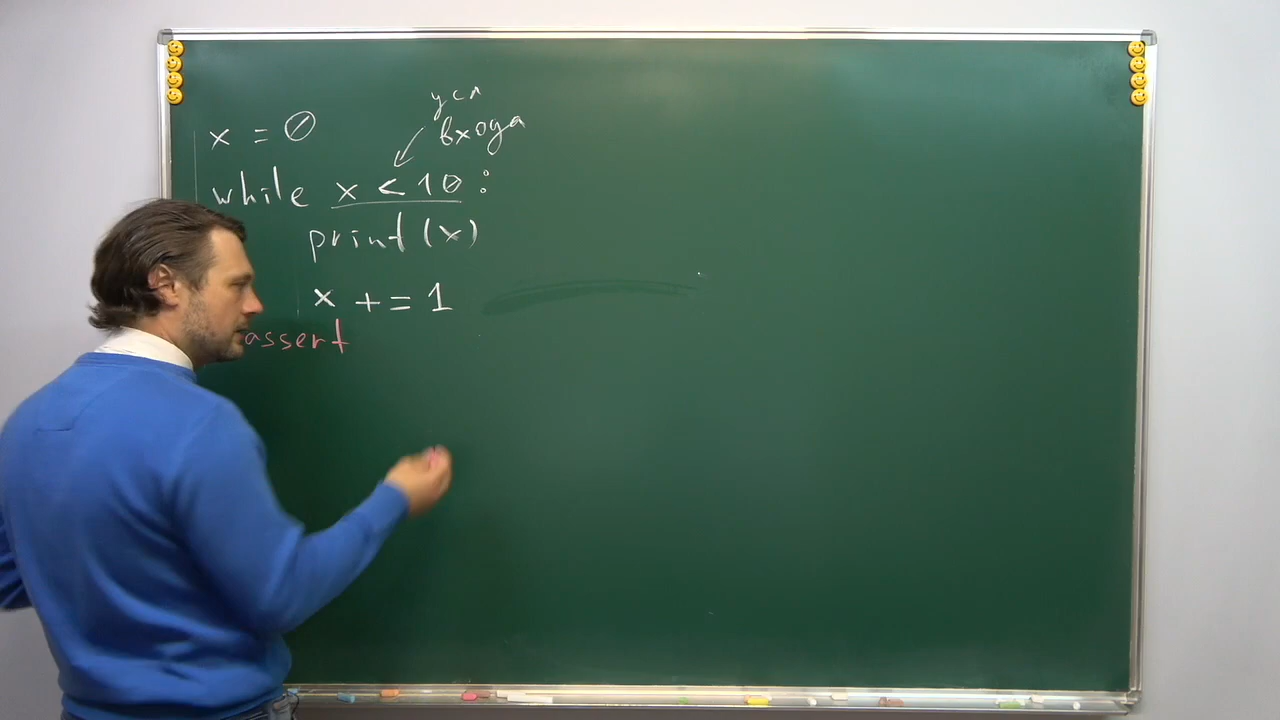 усл
входа
x = 0
while x < 10 :
print (x)
x += 1
assert